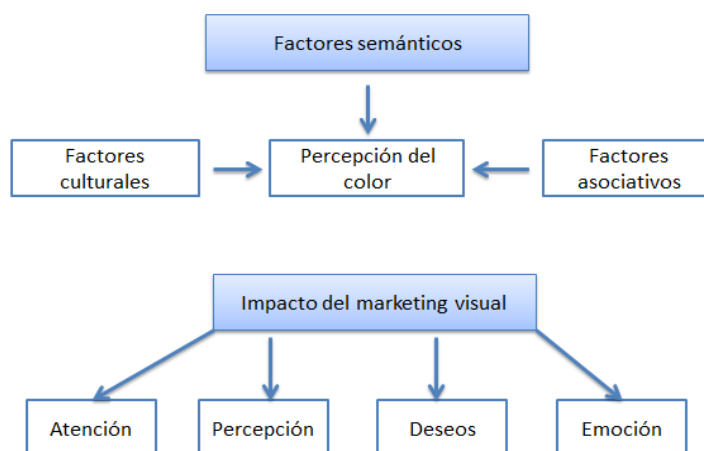 Factores semánticos
Factores
culturales
Percepción del
color
Factores
asociativos
Impacto del marketing visual
Atención
Percepción
Deseos
Emoción